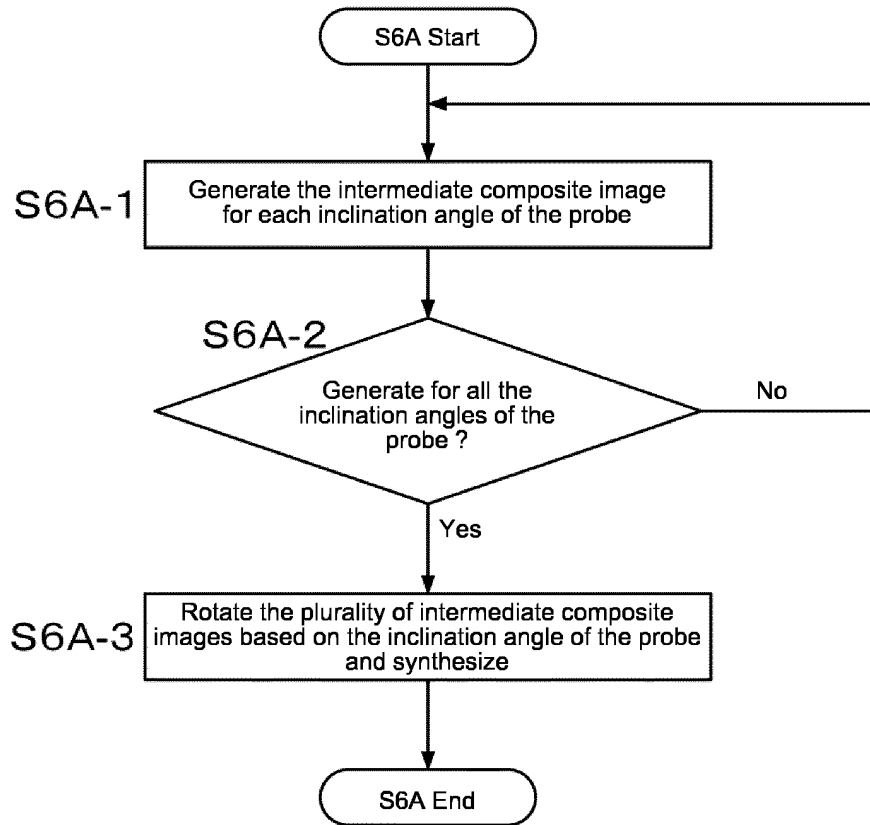 S6A Start
S6A-1
Generate the intermediate composite image
for each inclination angle of the probe
S6A-2
Generate for all the
inclination angles of the
probe ?
No
Yes
S6A-3
Rotate the plurality of intermediate composite
images based on the inclination angle of the probe
and synthesize
S6A End